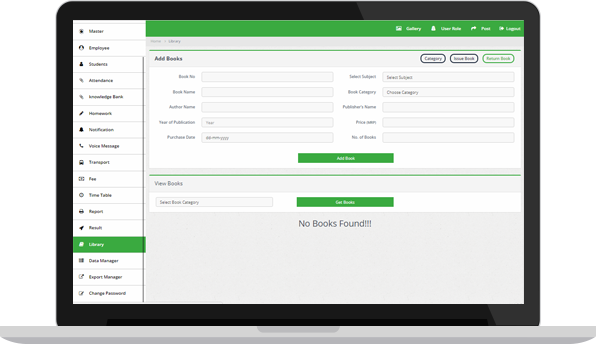 Gallery User Role Post Logout
Home > Library
Master
Employee
Students
Attendance
knowledge Bank
Homework
Notification
Voice Message
Transport
Fee
Time Table
Report
Result
Library
Data Manager
Export Manager
Change Password
Add Books
Category Issue Book Return Book
Book No Select Subject Select Subject
Book Name Book Category Choose Category
Author Name Publisher's Name
Year of Publication Year
Purchase Date dd-mm-yyyy No. of Books
Add Book
View Books
Select Book Category Get Books
No Books Found!!!